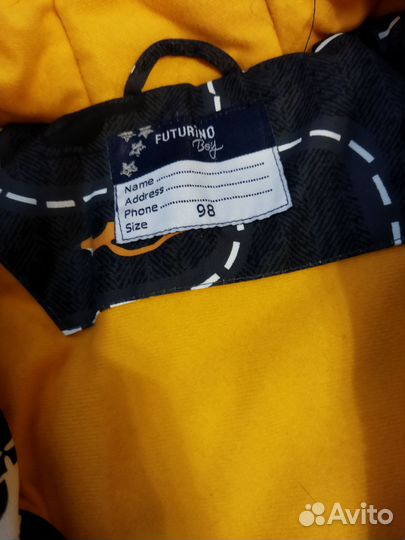 FUTURINO
Boy
Name
Address
Phone
Size 98
Avito